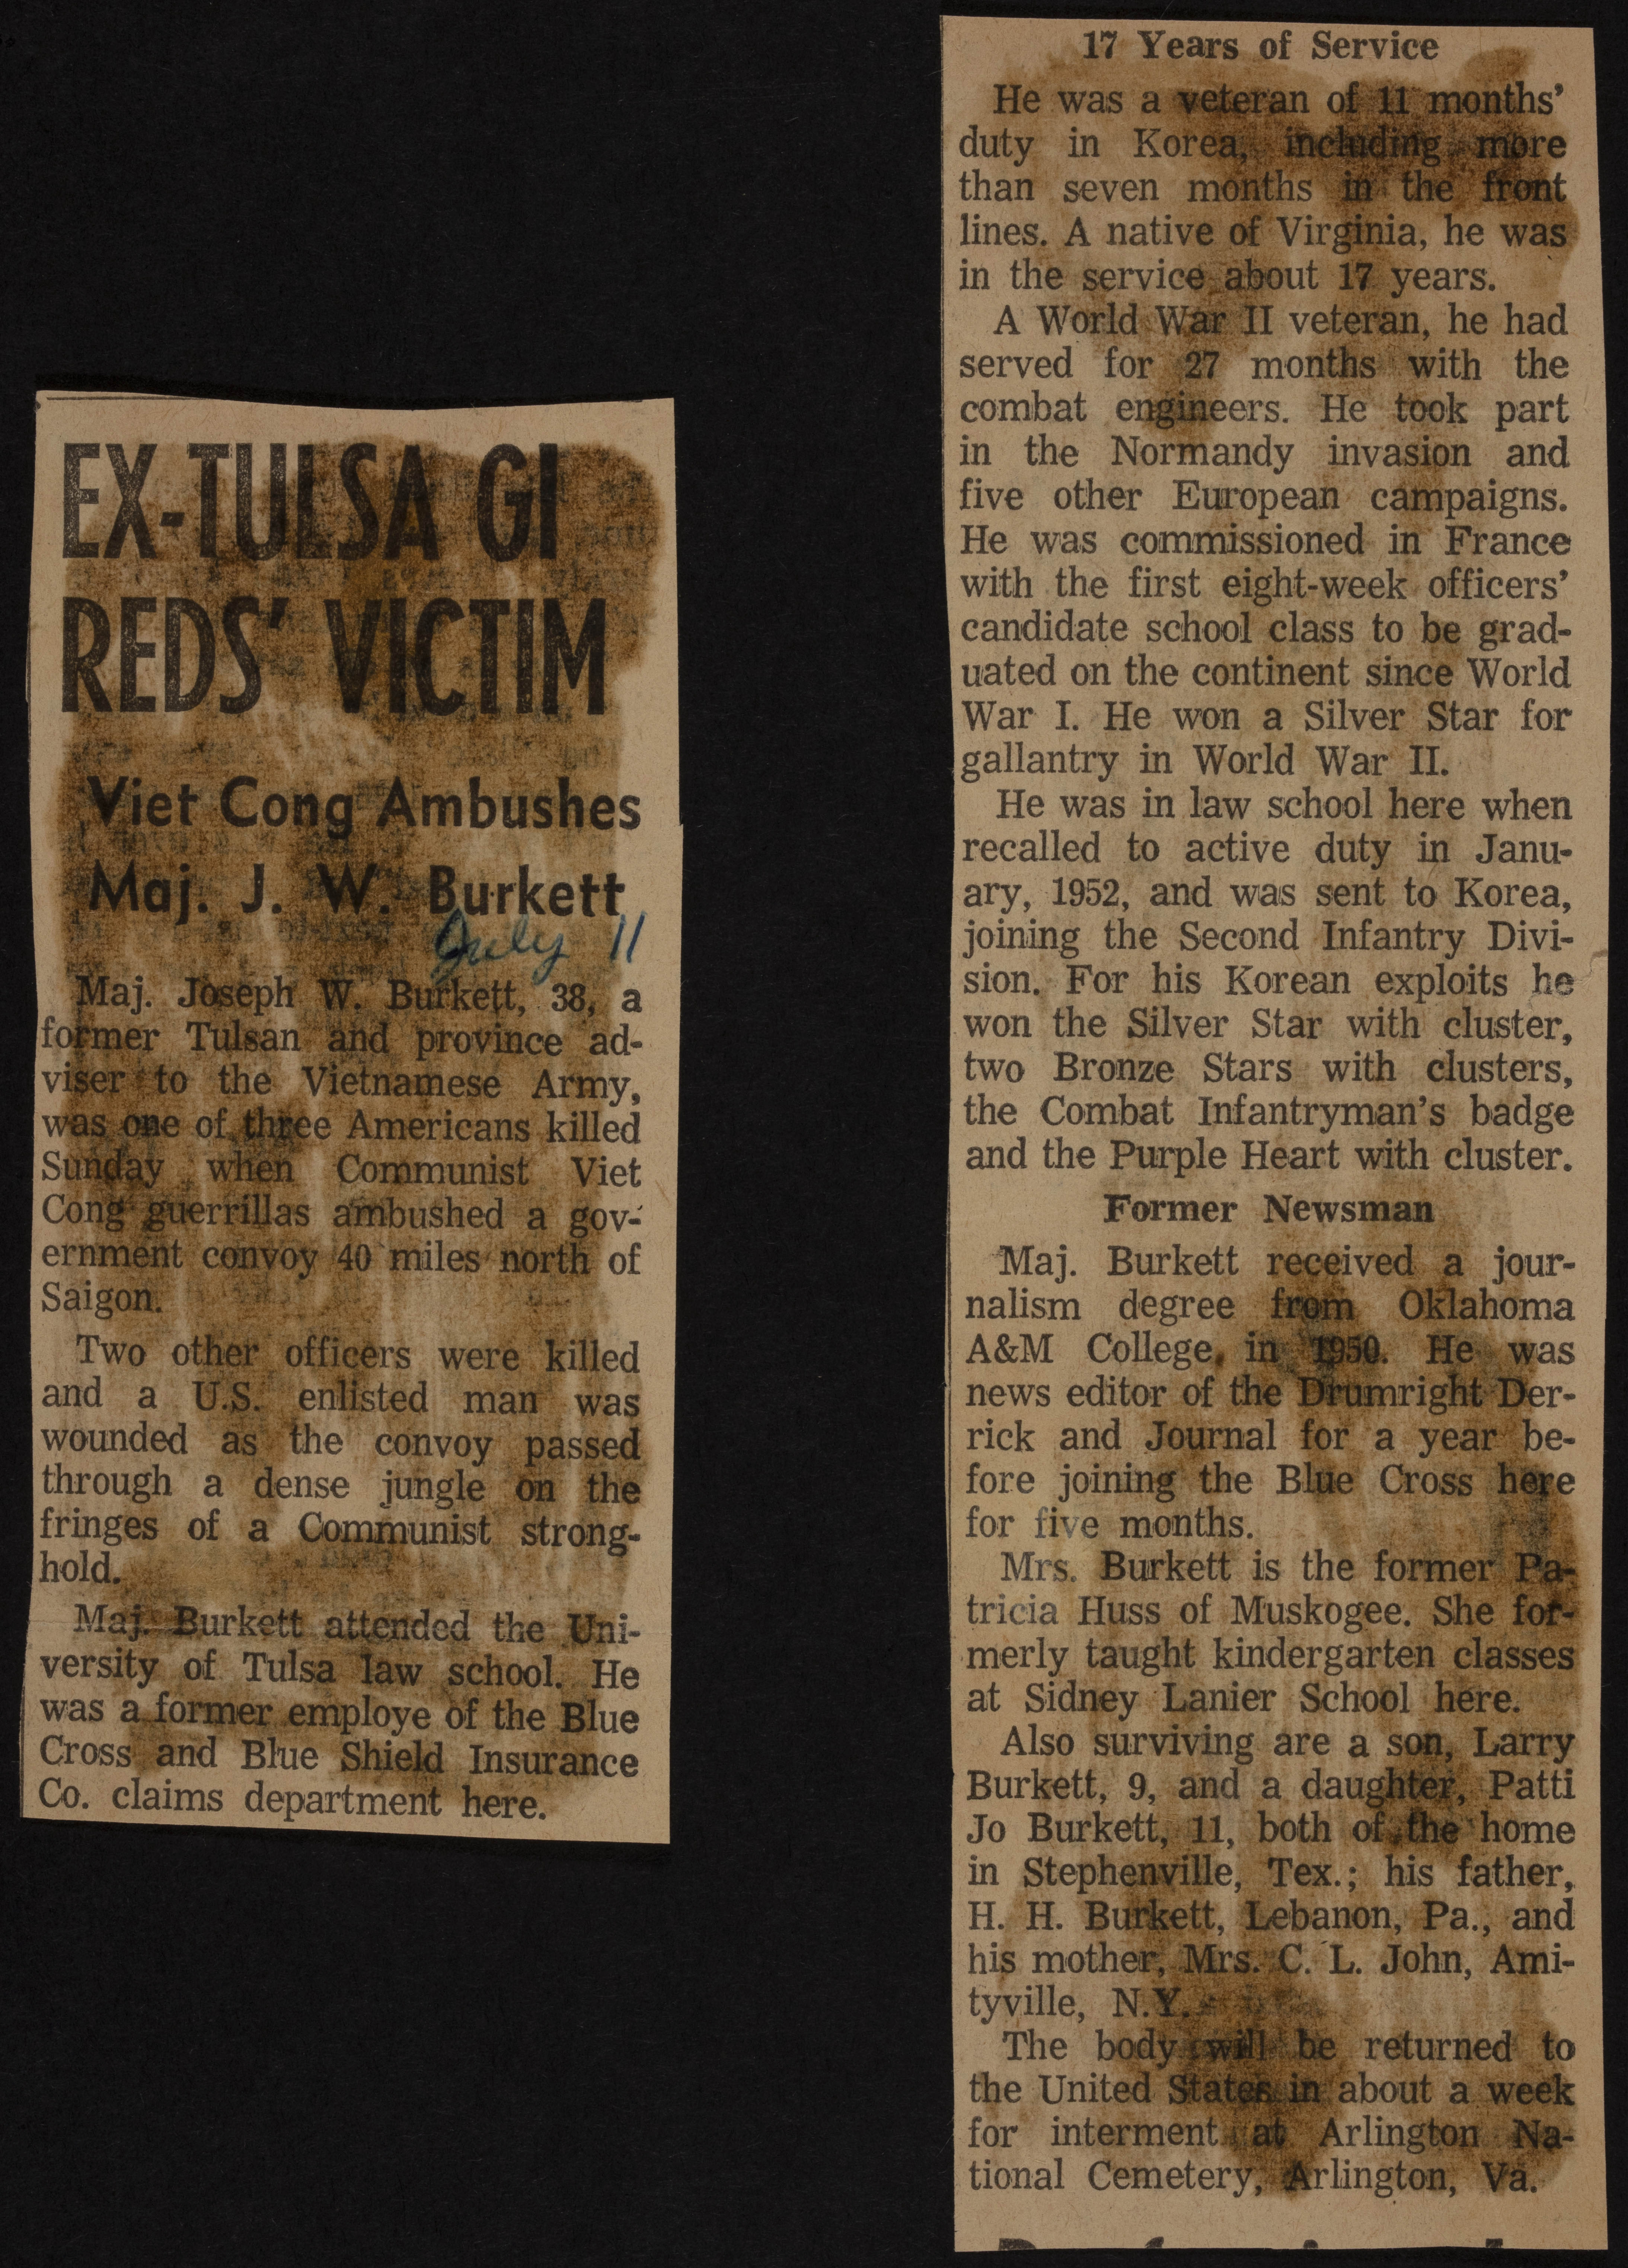 EX-TULSA GI
REDS' VICTIM
Viet Cong Ambushes
Maj. J. W. Burkett
July 11
Maj. Joseph W. Burkett, 38, a
former Tulsan and province ad-
viser to the Vietnamese Army,
was one of three Americans killed
Sunday when Communist Viet
Cong guerrillas ambushed a gov-
ernment convoy 40 miles north of
Saigon.
Two other officers were killed
and a U.S. enlisted man was
wounded as the convoy passed
through a dense jungle on the
fringes of a Communist strong-
hold.
Maj. Burkett attended the Uni-
versity of Tulsa law school. He
was a former employe of the Blue
Cross and Blue Shield Insurance
Co. claims department here.
17 Years of Service
He was a veteran of 11 months'
duty in Korea, including more
than seven months in the front
lines. A native of Virginia, he was
in the service about 17 years.
A World War II veteran, he had
served for 27 months with the
combat engineers. He took part
in the Normandy invasion and
five other European campaigns.
He was commissioned in France
with the first eight-week officers'
candidate school class to be grad-
uated on the continent since World
War I. He won a Silver Star for
gallantry in World War II.
He was in law school here when
recalled to active duty in Janu-
ary, 1952, and was sent to Korea,
joining the Second Infantry Divi-
sion. For his Korean exploits he
won the Silver Star with cluster,
two Bronze Stars with clusters,
the Combat Infantryman's badge
and the Purple Heart with cluster.
Former Newsman
Maj. Burkett received a jour-
nalism degree from Oklahoma
A&M College, in 1950. He was
news editor of the Drumright Der-
rick and Journal for a year be-
fore joining the Blue Cross here
for five months.
Mrs. Burkett is the former Pa-
tricia Huss of Muskogee. She for-
merly taught kindergarten classes
at Sidney Lanier School here.
Also surviving are a son, Larry
Burkett, 9, and a daughter, Patti
Jo Burkett, 11, both of the home
in Stephenville, Tex.; his father,
H. H. Burkett, Lebanon, Pa., and
his mother, Mrs. C. L. John, Ami-
tyville, N.Y.
The body will be returned to
the United States in about a week
for interment at Arlington Na-
tional Cemetery, Arlington, Va.